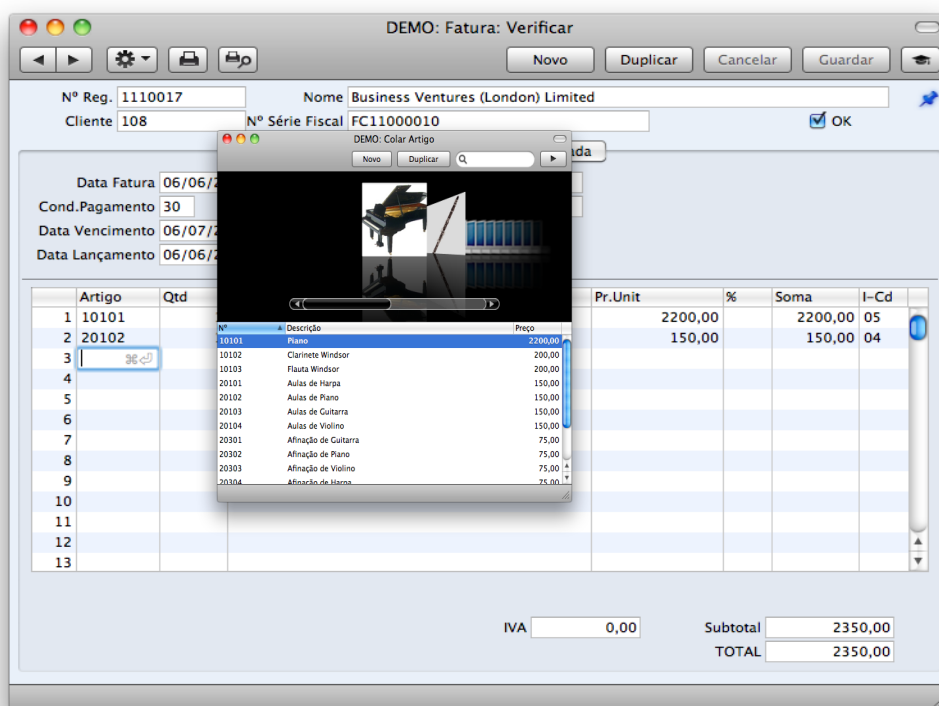 DEMO: Fatura: Verificar
Novo Duplicar Cancelar Guardar
Nº Reg. 1110017 Nome Business Ventures (London) Limited
Cliente 108 Nº Série Fiscal FC11000010 OK
DEMO: Colar Artigo
Novo Duplicar
Data Fatura 06/06/
Cond.Pagamento 30
Data Vencimento 06/07/
Data Lançamento 06/06/
Nº Descrição Preço
10101 Piano 2200,00
10102 Clarinete Windsor 200,00
10103 Flauta Windsor 200,00
20101 Aulas de Harpa 150,00
20102 Aulas de Piano 150,00
20103 Aulas de Guitarra 150,00
20104 Aulas de Violino 150,00
20301 Afinação de Guitarra 75,00
20302 Afinação de Piano 75,00
20303 Afinação de Violino 75,00
20304 Afinação de Harpa 75,00
Artigo Qtd Pr.Unit % Soma I-Cd
1 10101 2200,00 2200,00 05
2 20102 150,00 150,00 04
3
4
5
6
7
8
9
10
11
12
13
IVA 0,00 Subtotal 2350,00
TOTAL 2350,00